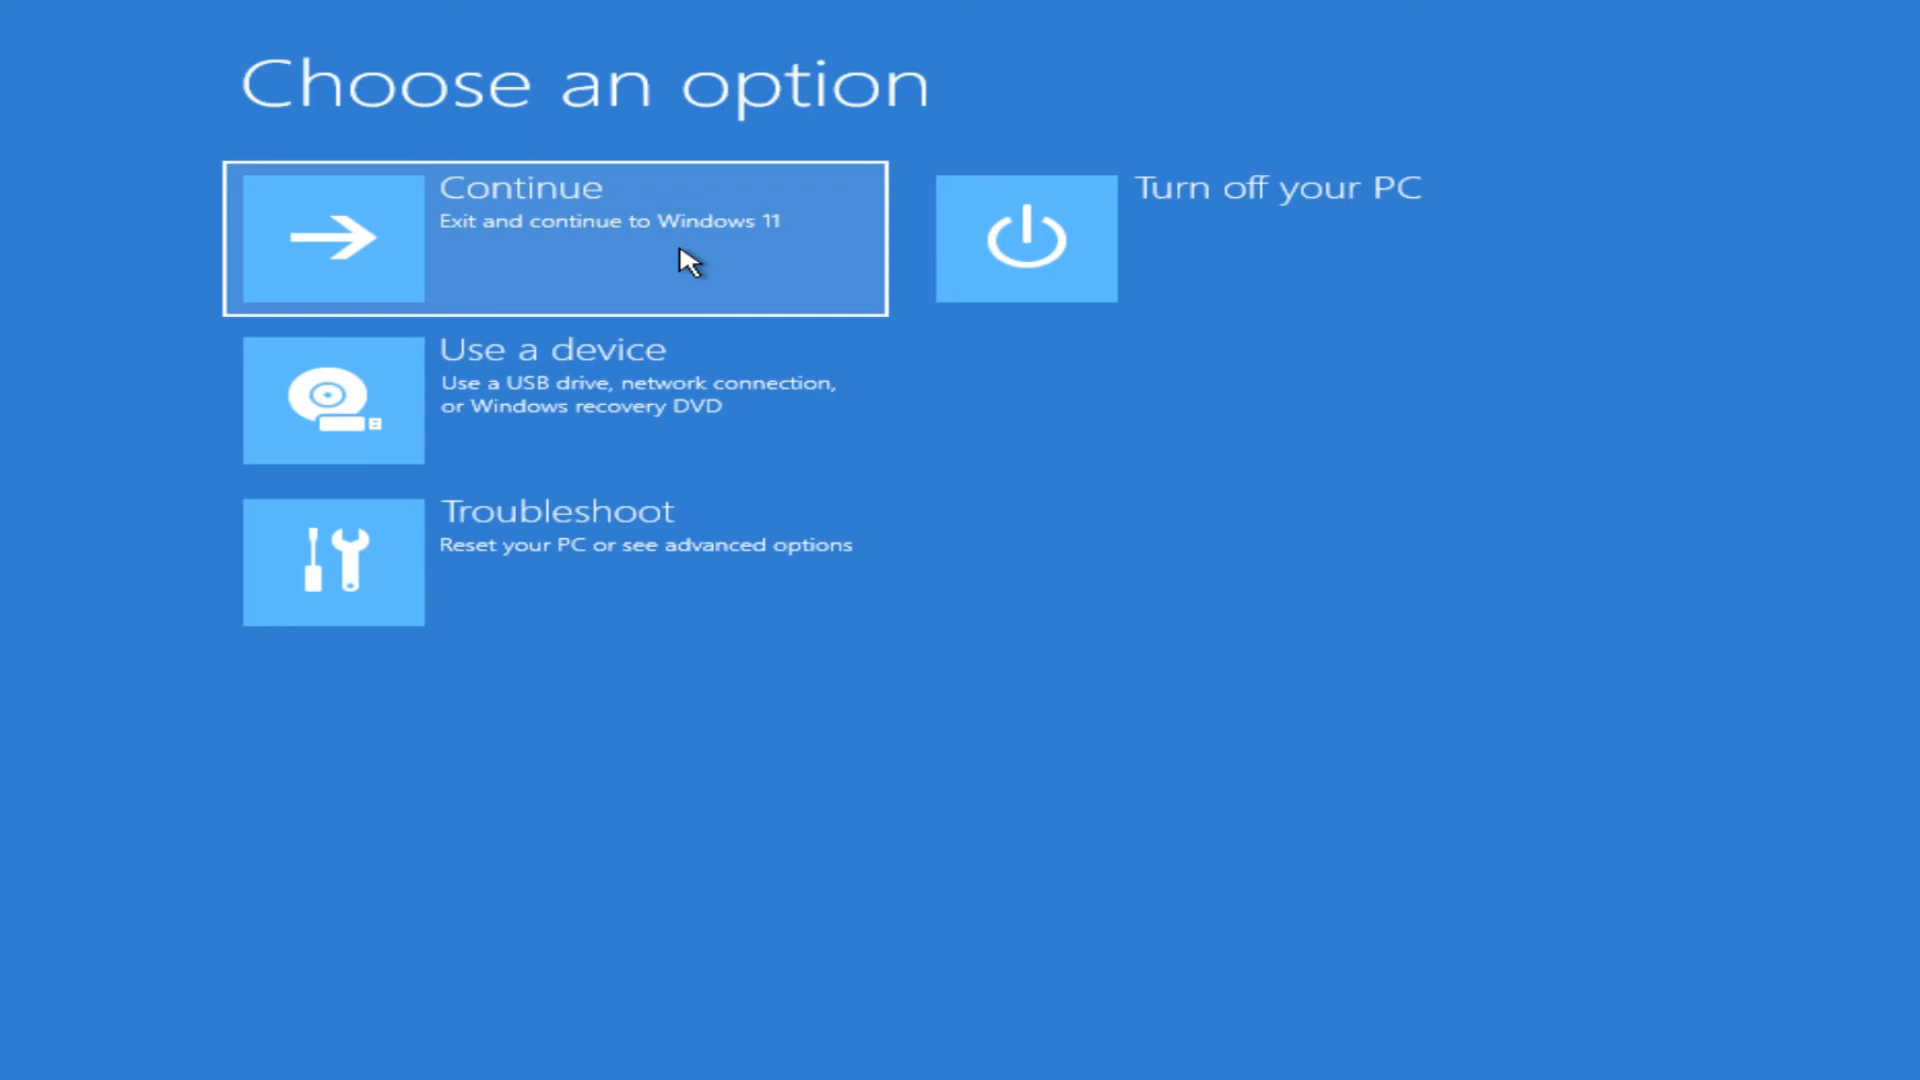 Choose an option
Continue
Exit and continue to Windows 11
Turn off your PC
Use a device
Use a USB drive, network connection,
or Windows recovery DVD
Troubleshoot
Reset your PC or see advanced options